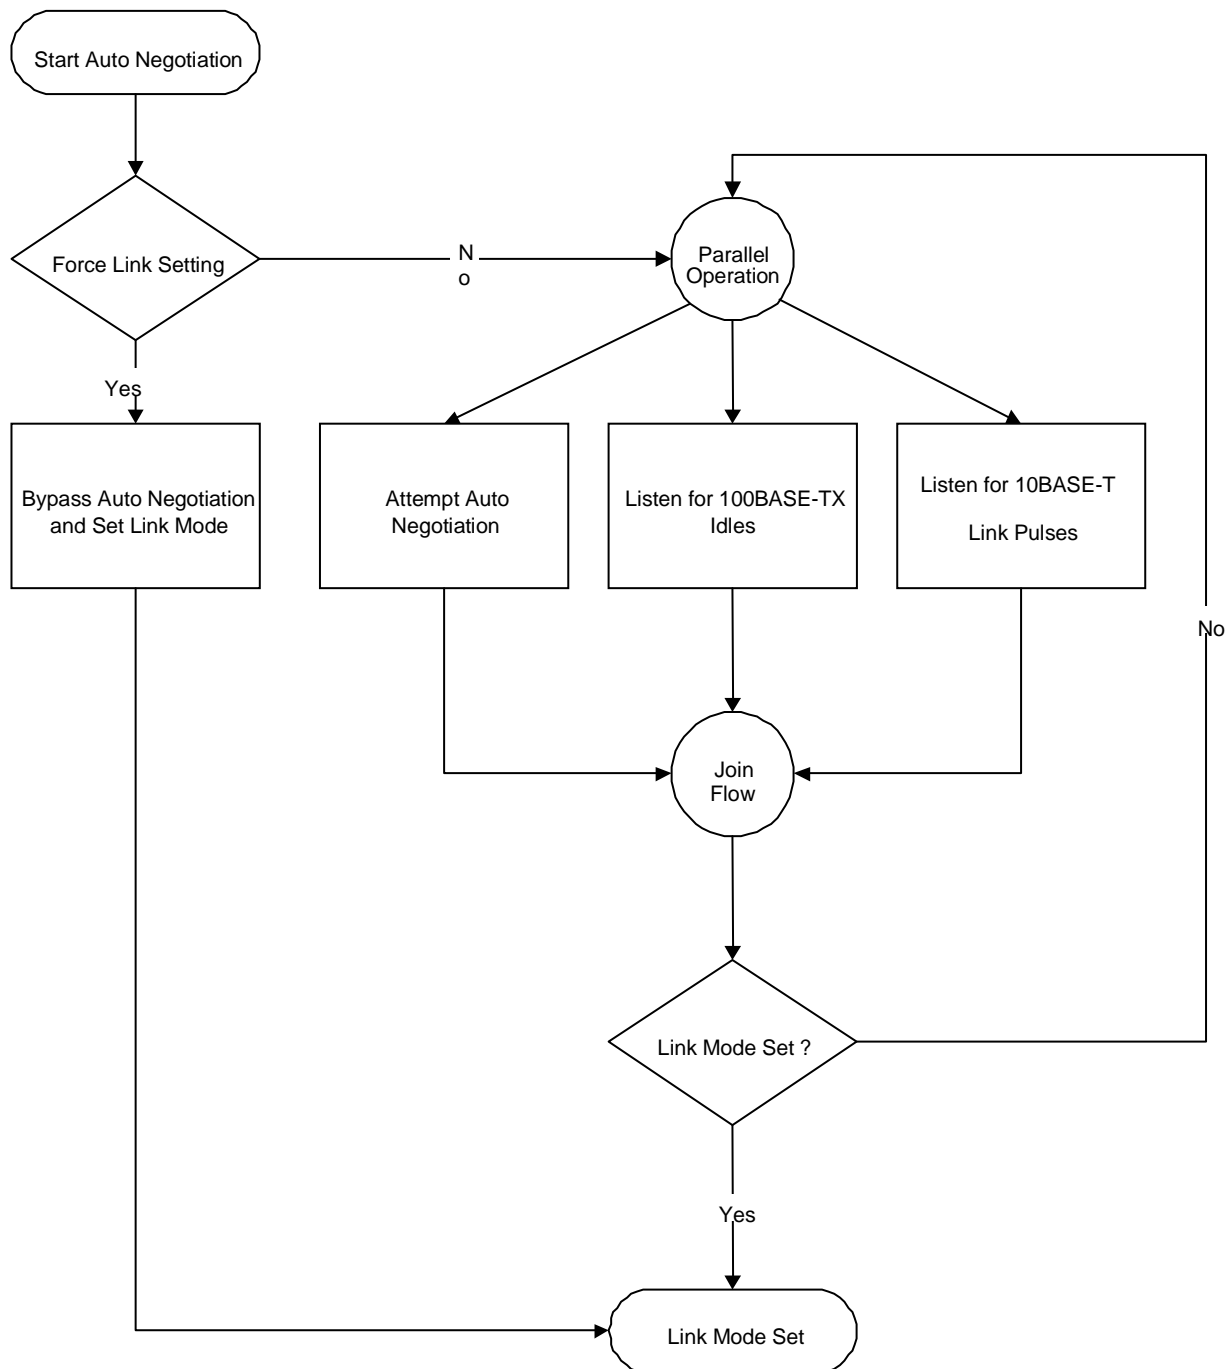 Start Auto Negotiation
Force Link Setting
N
o
Parallel
Operation
Yes
Bypass Auto Negotiation
and Set Link Mode
Attempt Auto
Negotiation
Listen for 100BASE-TX
Idles
Listen for 10BASE-T
Link Pulses
No
Join
Flow
Link Mode Set ?
Yes
Link Mode Set